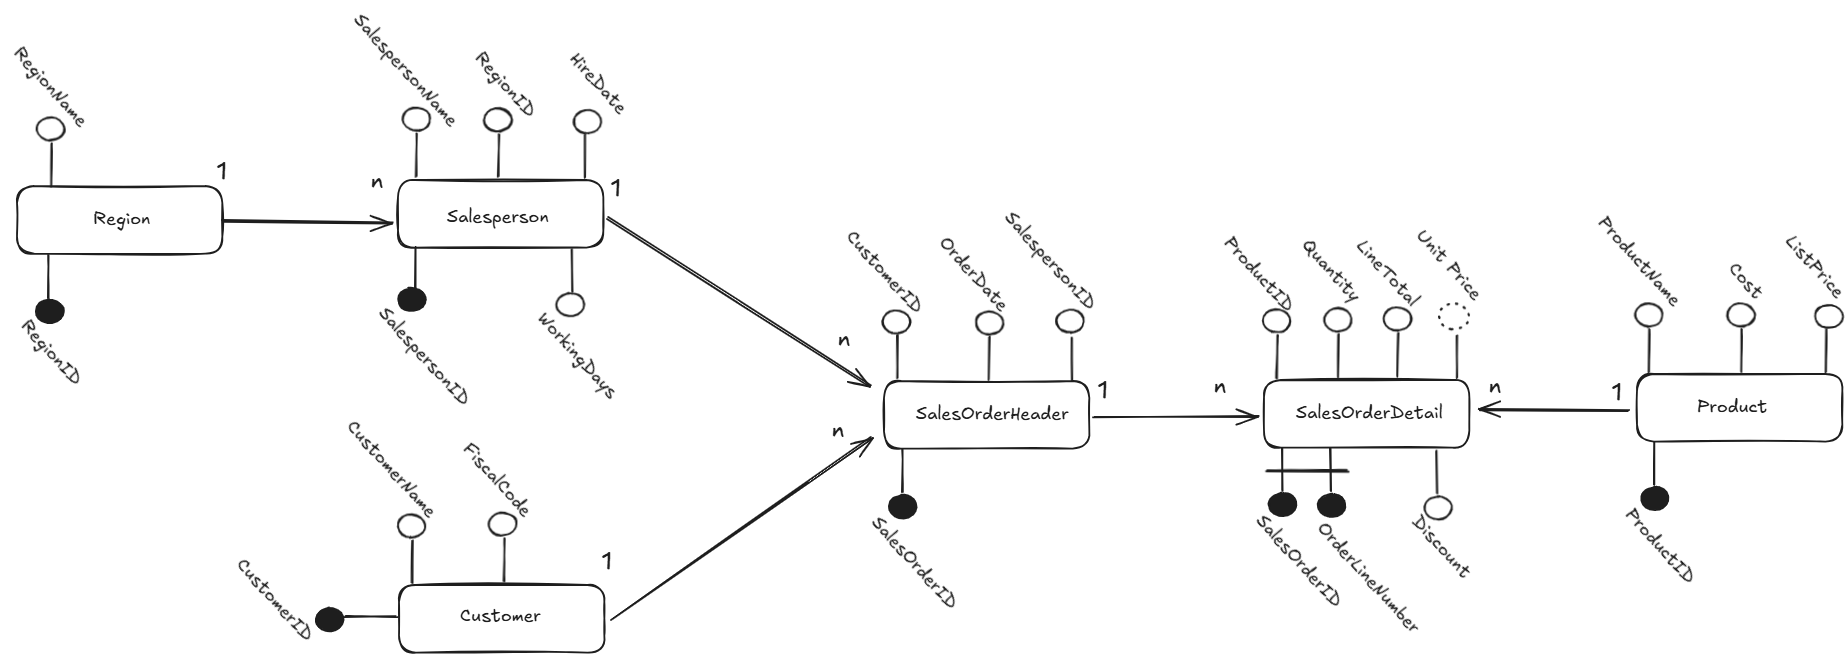 RegionName
Region
1
RegionID
SalespersonName
RegionID
HireDate
n
Salesperson
1
SalespersonID
WorkingDays
CustomerName
FiscalCode
CustomerID
Customer
1
n
n
CustomerID
OrderDate
SalespersonID
SalesOrderHeader
1
SalesOrderID
n
ProductID
Quantity
LineTotal
Unit Price
SalesOrderDetail
n
SalesOrderID
OrderLineNumber
Discount
ProductName
Cost
ListPrice
1
Product
ProductID